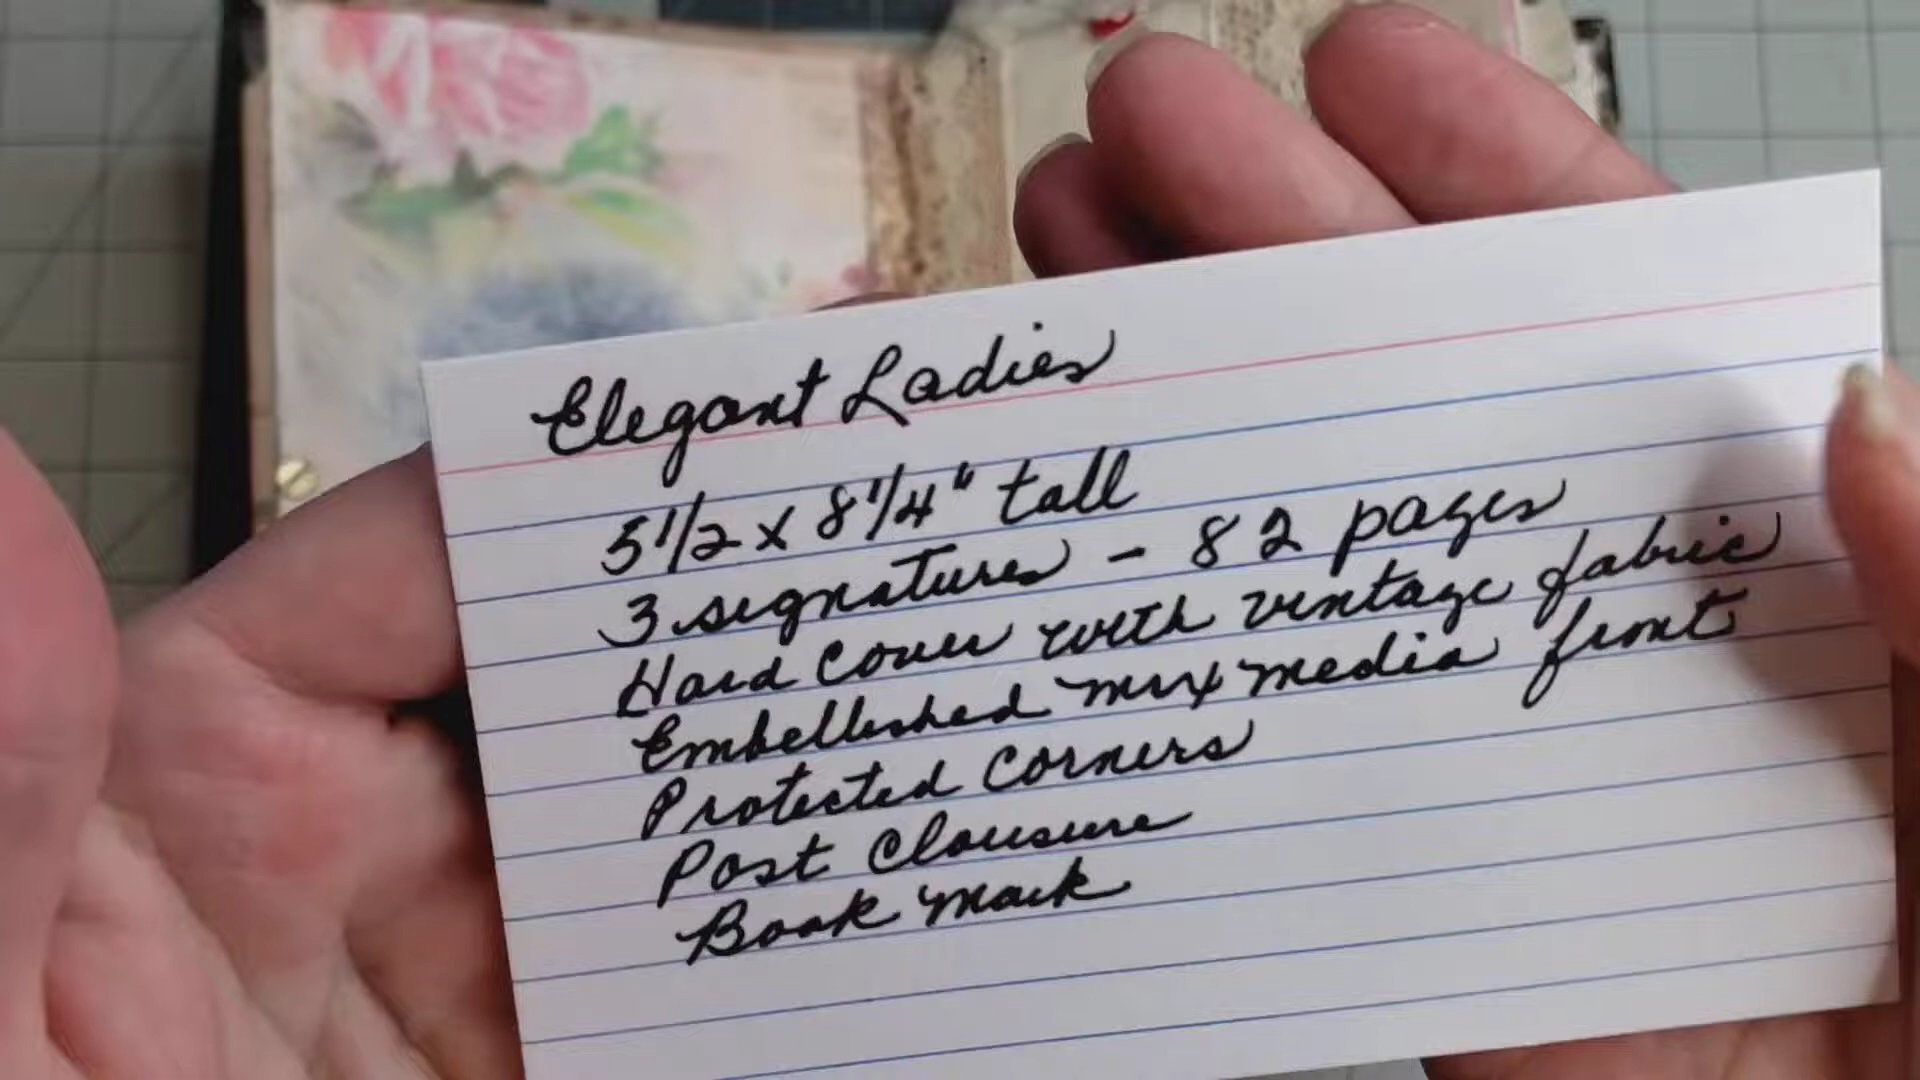 Elegant Ladies
5 1/2 x 8 1/4" tall
3 signatures - 82 pages
Hard cover with vintage fabric
Embellished mix media front
Protected corners
Post Clousure
Book mark